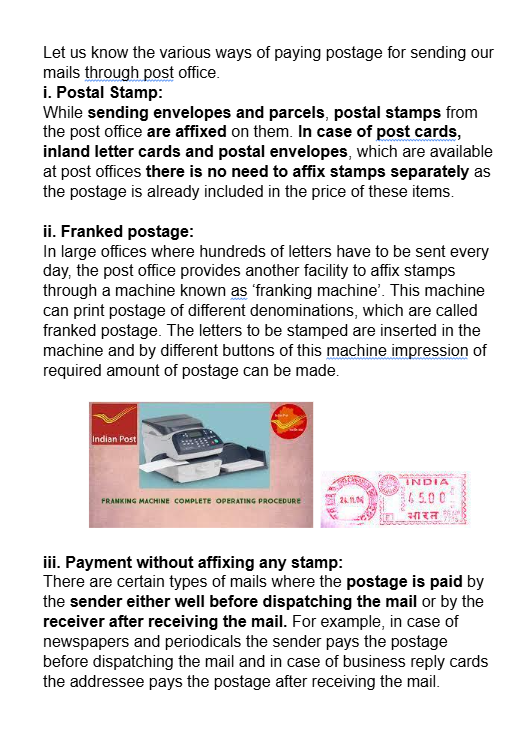 Let us know the various ways of paying postage for sending our
mails through post office.
i. Postal Stamp:
While sending envelopes and parcels, postal stamps from
the post office are affixed on them. In case of post cards,
inland letter cards and postal envelopes, which are available
at post offices there is no need to affix stamps separately as
the postage is already included in the price of these items.
ii. Franked postage:
In large offices where hundreds of letters have to be sent every
day, the post office provides another facility to affix stamps
through a machine known as ‘franking machine’. This machine
can print postage of different denominations, which are called
franked postage. The letters to be stamped are inserted in the
machine and by different buttons of this machine impression of
required amount of postage can be made.
Indian Post
FRANKING MACHINE COMPLETE OPERATING PROCEDURE
INDIA
4500
भारत
iii. Payment without affixing any stamp:
There are certain types of mails where the postage is paid by
the sender either well before dispatching the mail or by the
receiver after receiving the mail. For example, in case of
newspapers and periodicals the sender pays the postage
before dispatching the mail and in case of business reply cards
the addressee pays the postage after receiving the mail.